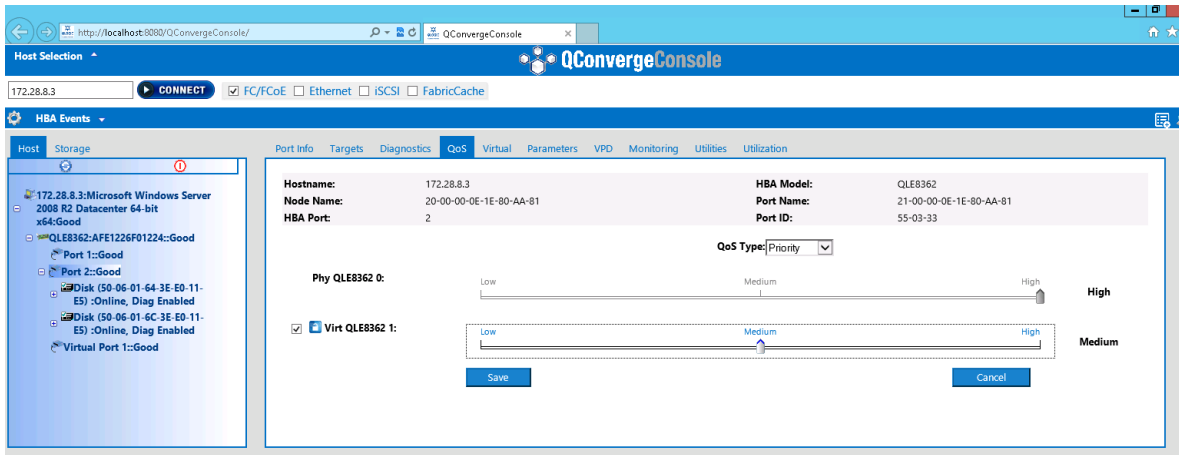 http://localhost:8080/QConvergeConsole/
QConvergeConsole
Host Selection
QConvergeConsole
172.28.8.3
CONNECT
FC/FCoE Ethernet iSCSI FabricCache
HBA Events
Host Storage
Port Info Targets Diagnostics QoS Virtual Parameters VPD Monitoring Utilities Utilization
172.28.8.3:Microsoft Windows Server
2008 R2 Datacenter 64-bit
x64:Good
QLE8362:AFE1226F01224::Good
Port 1::Good
Port 2::Good
Disk (50-06-01-64-3E-E0-11-
E5) :Online, Diag Enabled
Disk (50-06-01-6C-3E-E0-11-
E5) :Online, Diag Enabled
Virtual Port 1::Good
Hostname: 172.28.8.3 HBA Model: QLE8362
Node Name: 20-00-00-0E-1E-80-AA-81 Port Name: 21-00-00-0E-1E-80-AA-81
HBA Port: 2 Port ID: 55-03-33
QoS Type: Priority
Phy QLE8362 0: Low Medium High High
Virt QLE8362 1: Low Medium High Medium
Save Cancel